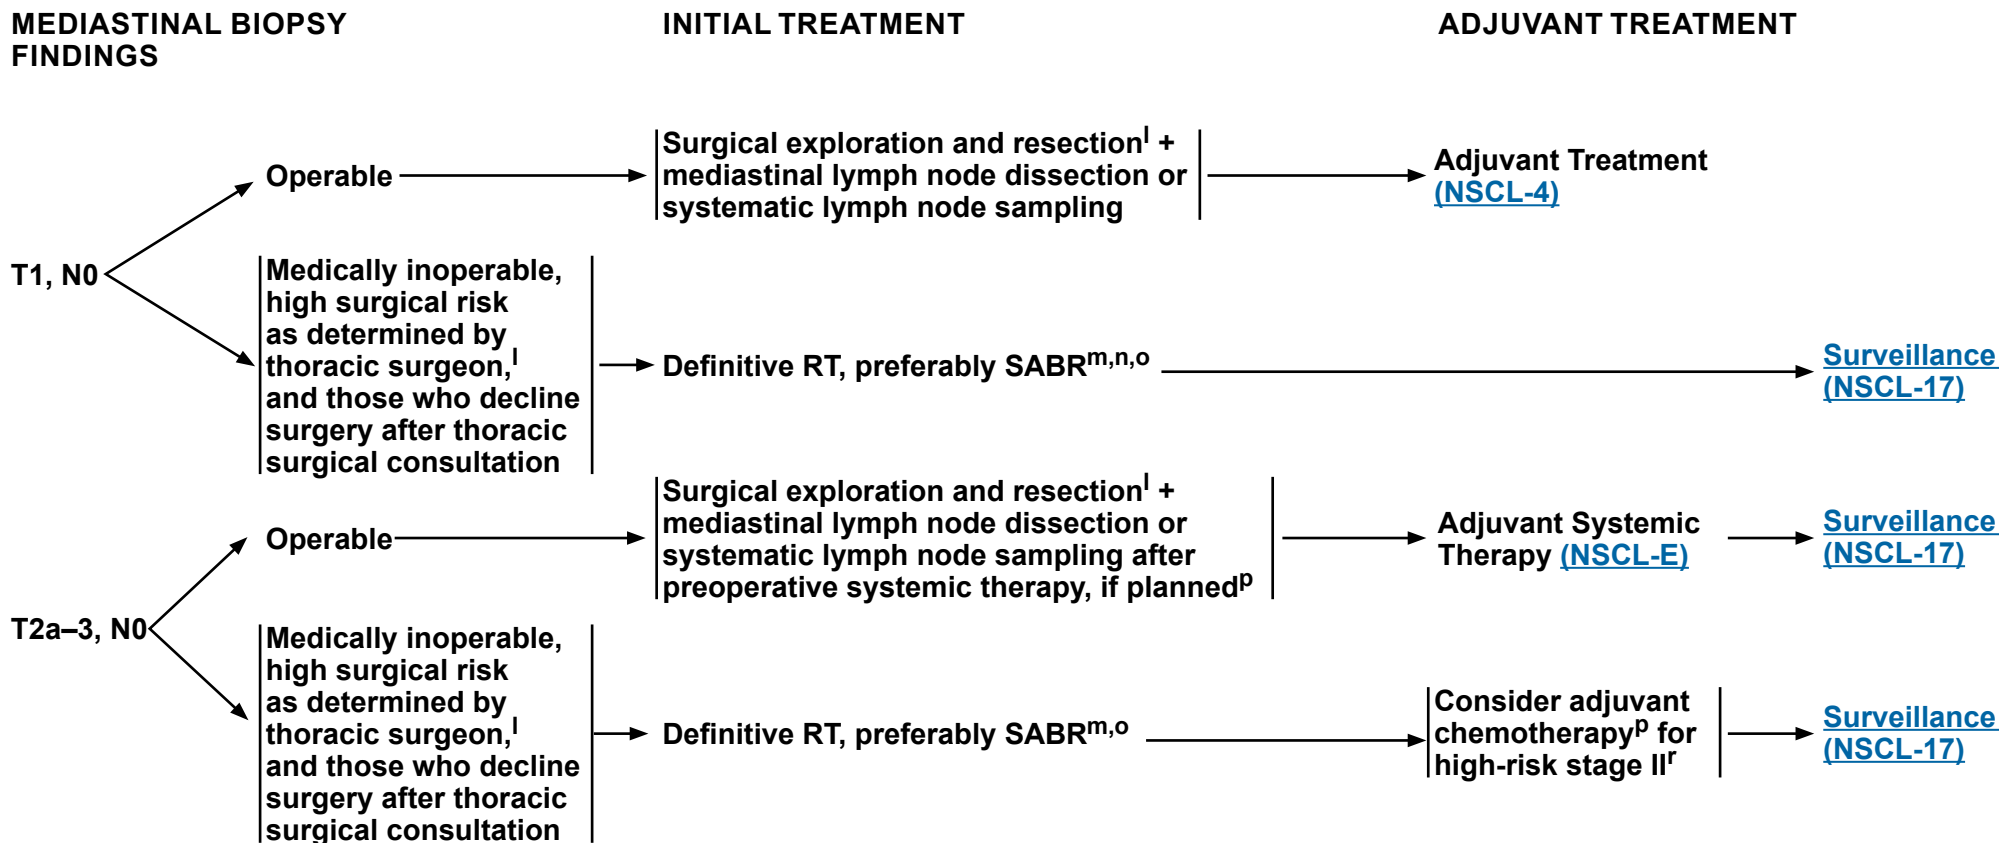 MEDIASTINAL BIOPSY
FINDINGS
INITIAL TREATMENT
ADJUVANT TREATMENT
T1, N0
Operable
Surgical exploration and resectionl +
mediastinal lymph node dissection or
systematic lymph node sampling
Adjuvant Treatment
(NSCL-4)
Medically inoperable,
high surgical risk
as determined by
thoracic surgeon,l
and those who decline
surgery after thoracic
surgical consultation
Definitive RT, preferably SABRm,n,o
Surveillance
(NSCL-17)
T2a–3, N0
Operable
Surgical exploration and resectionl +
mediastinal lymph node dissection or
systematic lymph node sampling after
preoperative systemic therapy, if plannedp
Adjuvant Systemic
Therapy (NSCL-E)
Surveillance
(NSCL-17)
Medically inoperable,
high surgical risk
as determined by
thoracic surgeon,l
and those who decline
surgery after thoracic
surgical consultation
Definitive RT, preferably SABRm,o
Consider adjuvant
chemotherapyp for
high-risk stage IIr
Surveillance
(NSCL-17)